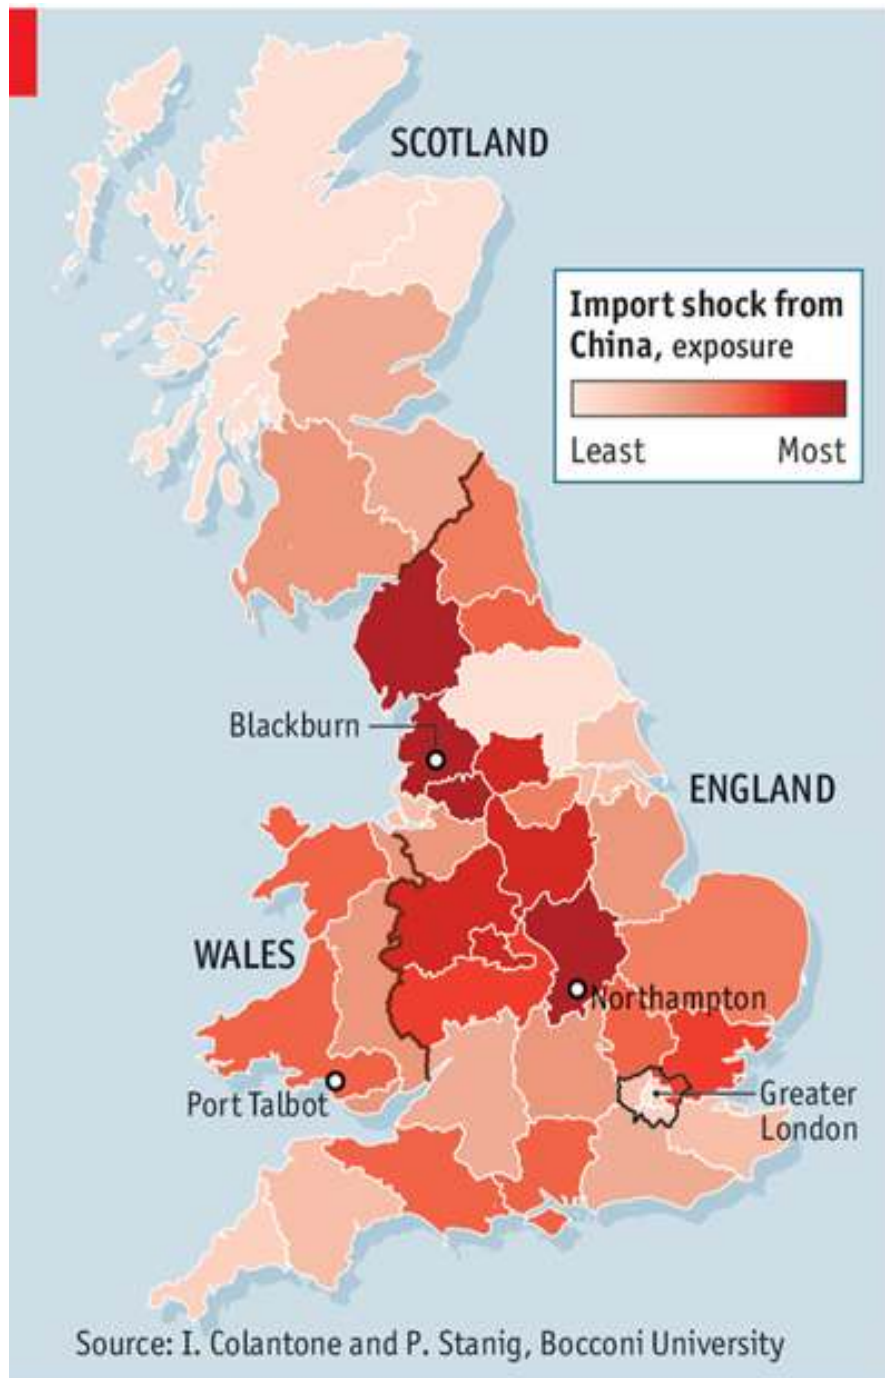 SCOTLAND
Import shock from
China, exposure
Least Most
Blackburn
ENGLAND
WALES
Northampton
Port Talbot
Greater
London
Source: I. Colantone and P. Stanig, Bocconi University